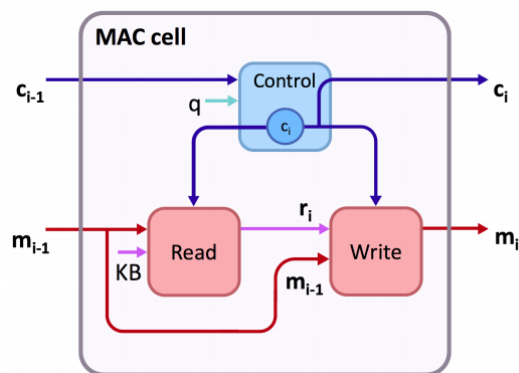 MAC cell
Control
c_{i-1}
q
c_i
c_i
r_i
m_{i-1}
Read
Write
m_i
KB
m_{i-1}